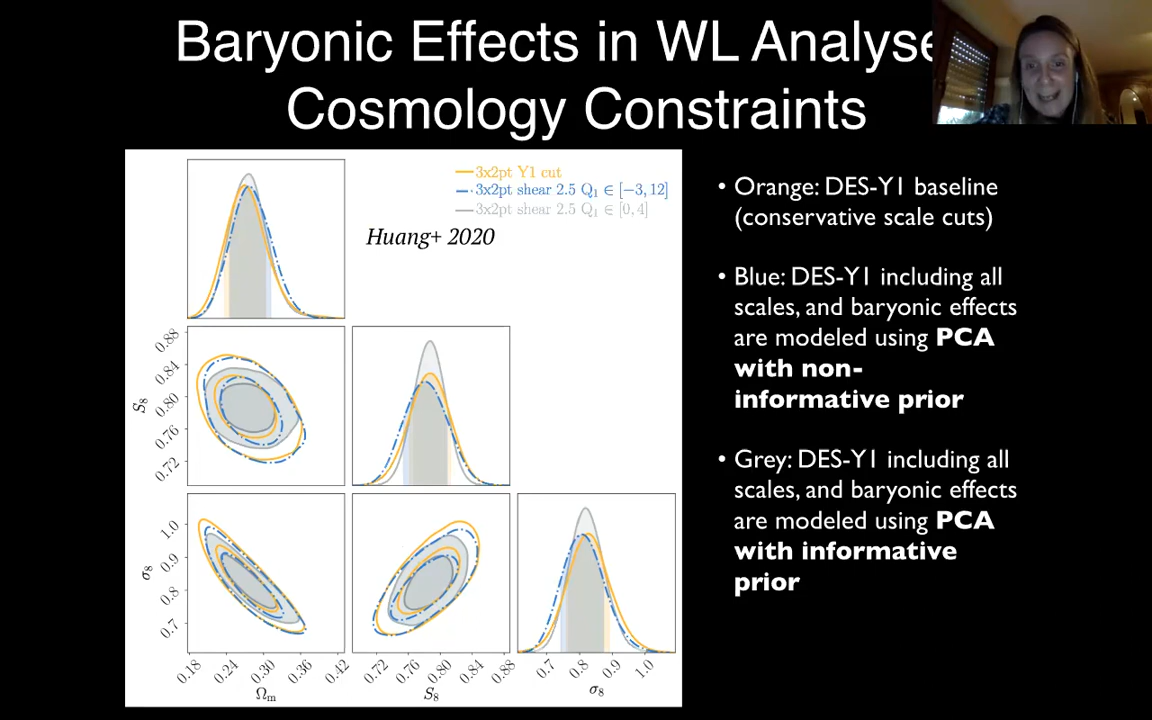 Baryonic Effects in WL Analyse
Cosmology Constraints
3x2pt Y1 cut
3x2pt shear 2.5 Q₁ ∈ [−3, 12]
3x2pt shear 2.5 Q₁ ∈ [0, 4]
Huang+ 2020
S₈
0.88
0.84
0.80
0.76
0.72
σ₈
1.0
0.9
0.8
0.7
0.18
0.24
0.30
0.36
0.42
Ωₘ
0.72
0.76
0.80
0.84
0.88
S₈
0.7
0.8
0.9
1.0
σ₈
• Orange: DES-Y1 baseline
(conservative scale cuts)
• Blue: DES-Y1 including all
scales, and baryonic effects
are modeled using PCA
with non-
informative prior
• Grey: DES-Y1 including all
scales, and baryonic effects
are modeled using PCA
with informative
prior